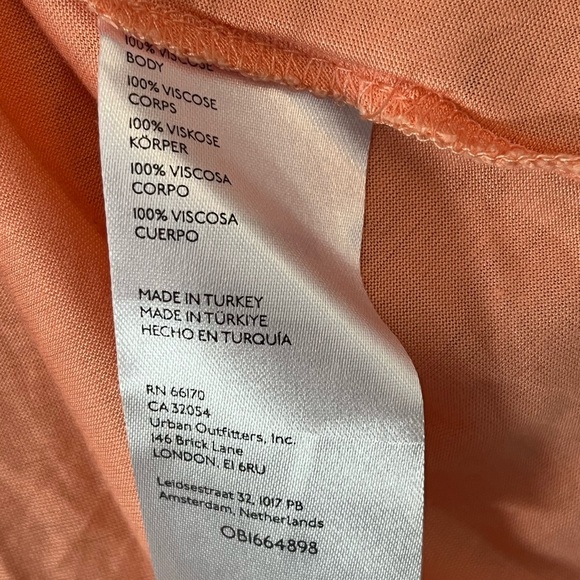 100% VISCOSE
BODY
100% VISCOSE
CORPS
100% VISKOSE
KÖRPER
100% VISCOSA
CORPO
100% VISCOSA
CUERPO
MADE IN TURKEY
MADE IN TÜRKIYE
HECHO EN TURQUÍA
RN 66170
CA 32054
Urban Outfitters, Inc.
146 Brick Lane
LONDON, E1 6RU
Leidsestraat 32, 1017 PB
Amsterdam, Netherlands
OB1664898